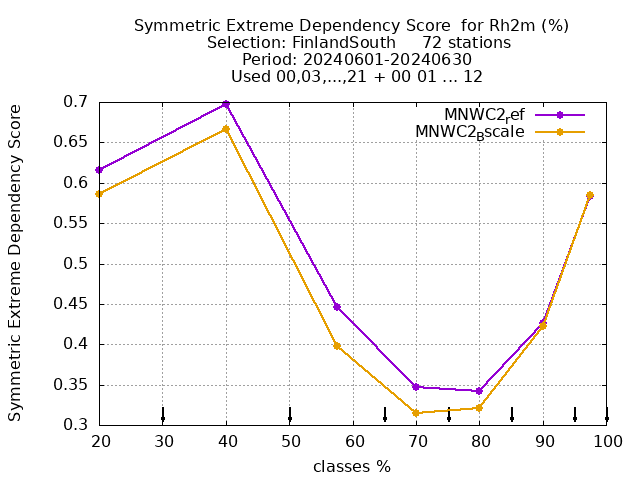 Symmetric Extreme Dependency Score for Rh2m (%)
Selection: FinlandSouth 72 stations
Period: 20240601-20240630
Used 00,03,...,21 + 00 01 ... 12
MNWC2ref
MNWC2Bscale
Symmetric Extreme Dependency Score
0.7
0.65
0.6
0.55
0.5
0.45
0.4
0.35
0.3
20 30 40 50 60 70 80 90 100
classes %